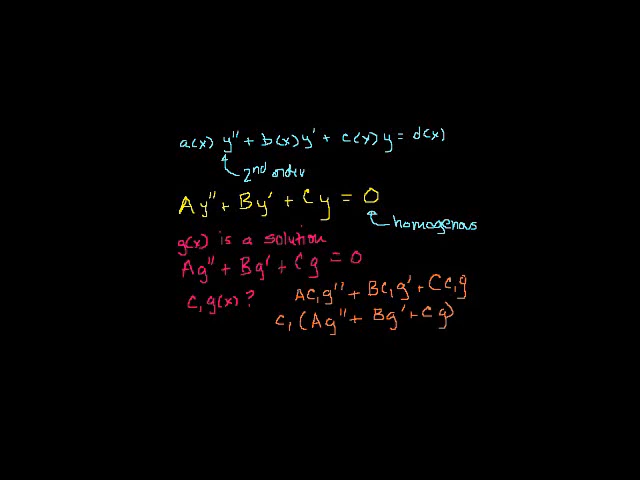 a(x) y'' + b(x)y' + c(x)y = d(x)
2nd order
Ay'' + By' + Cy = 0
homogenous
g(x) is a solution
Ag'' + Bg' + Cg = 0
c₁g(x)?
Ac₁g'' + Bc₁g' + Cc₁g
c₁(Ag'' + Bg' + Cg)